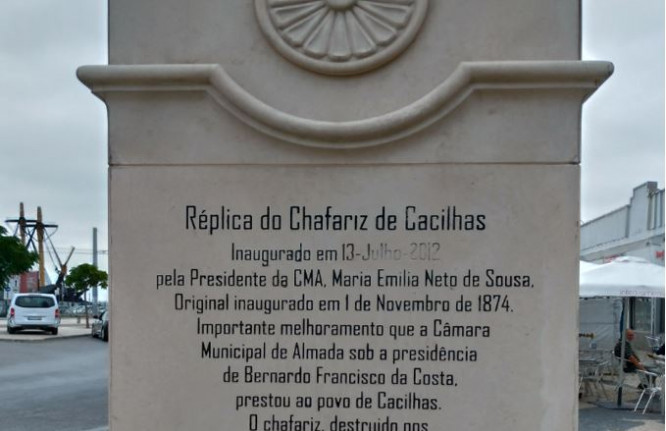 Réplica do Chafariz de Cacilhas
Inaugurado em 13-Julho-2012
pela Presidente da CMA, Maria Emilia Neto de Sousa.
Original inaugurado em 1 de Novembro de 1874.
Importante melhoramento que a Câmara
Municipal de Almada sob a presidência
de Bernardo Francisco da Costa,
prestou ao povo de Cacilhas.
O chafariz, destruido nos